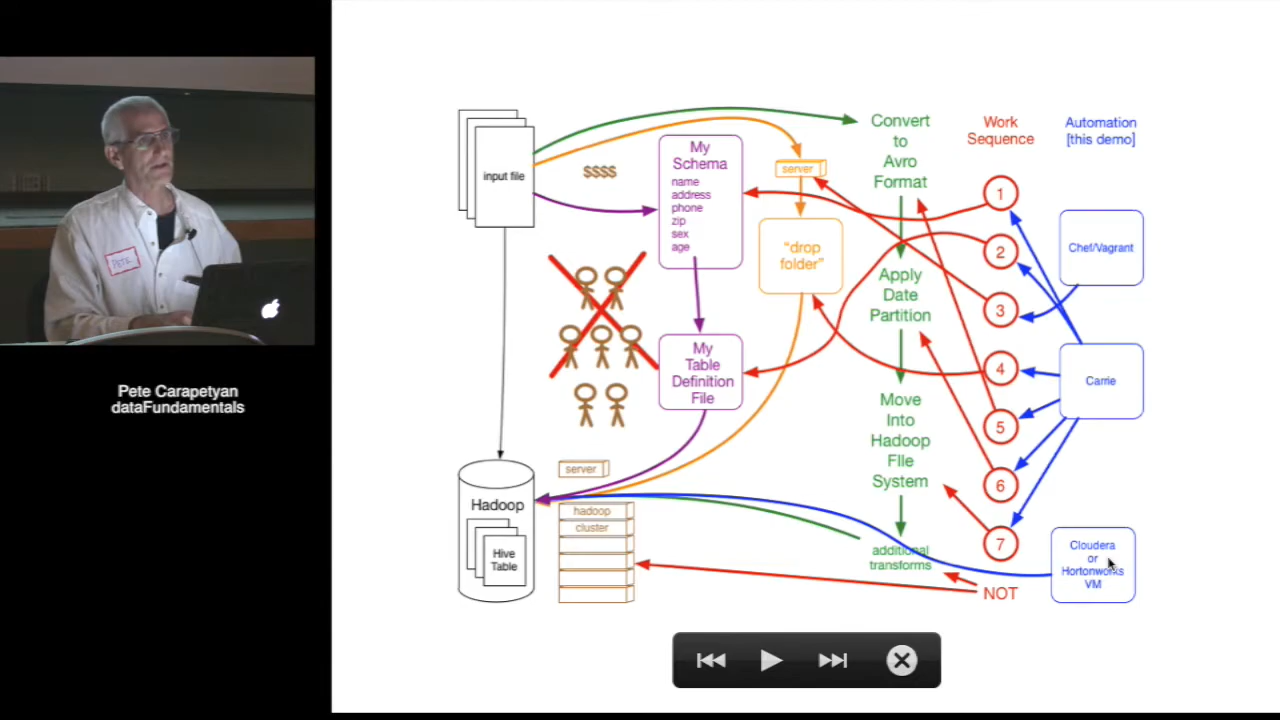 PETE
Pete Carapetyan
dataFundamentals
input file
$$$$
My
Schema
name
address
phone
zip
sex
age
server
"drop
folder"
Convert
to
Avro
Format
Work
Sequence
Automation
[this demo]
1
2
3
4
5
6
7
NOT
Chef/Vagrant
Apply
Date
Partition
My
Table
Definition
File
Carrie
Move
Into
Hadoop
FIle
System
server
Hadoop
Hive
Table
hadoop
cluster
additional
transforms
Cloudera
or
Hortonworks
VM